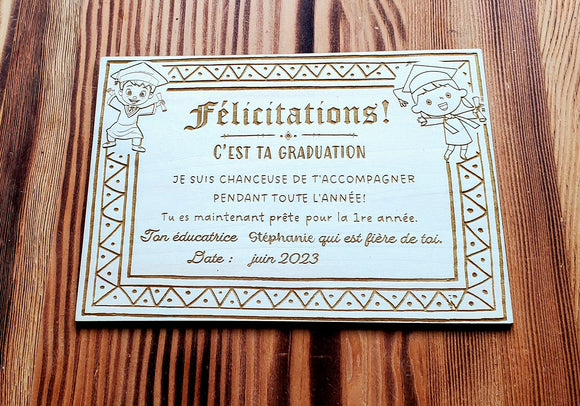 Félicitations!
C'EST TA GRADUATION
JE SUIS CHANCEUSE DE T'ACCOMPAGNER
PENDANT TOUTE L'ANNÉE!
Tu es maintenant prête pour la 1re année.
Ton éducatrice Stéphanie qui est fière de toi.
Date : juin 2023